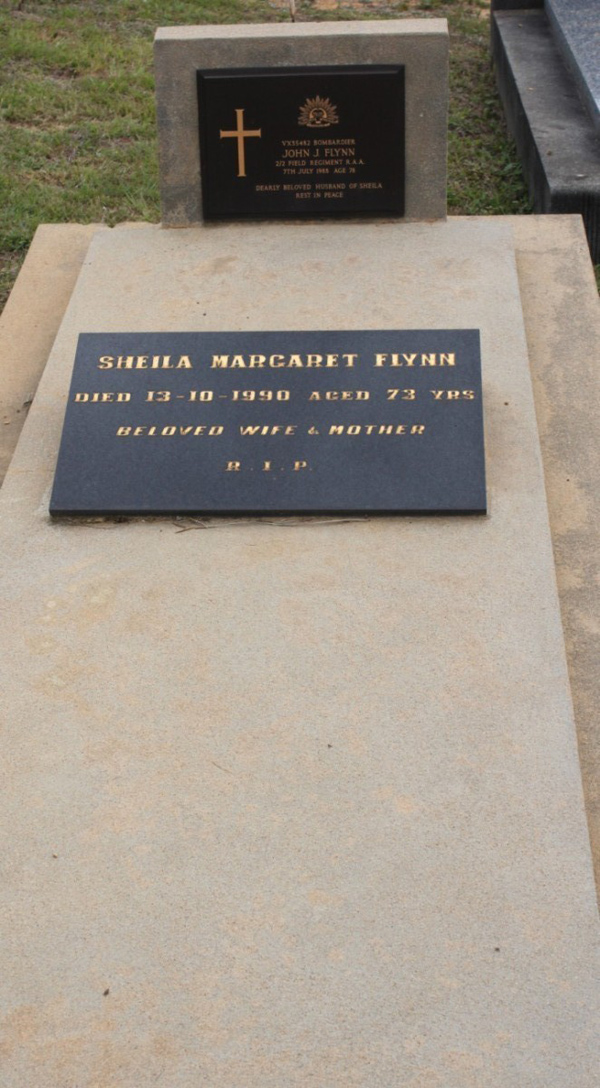 VX55482 BOMBARDIER
JOHN J. FLYNN
2/2 FIELD REGIMENT R.A.A.
7TH JULY 1985 AGE 76
DEARLY BELOVED HUSBAND OF SHEILA
REST IN PEACE
SHEILA MARGARET FLYNN
DIED 13-10-1990 AGED 73 YRS
BELOVED WIFE & MOTHER
R.I.P.